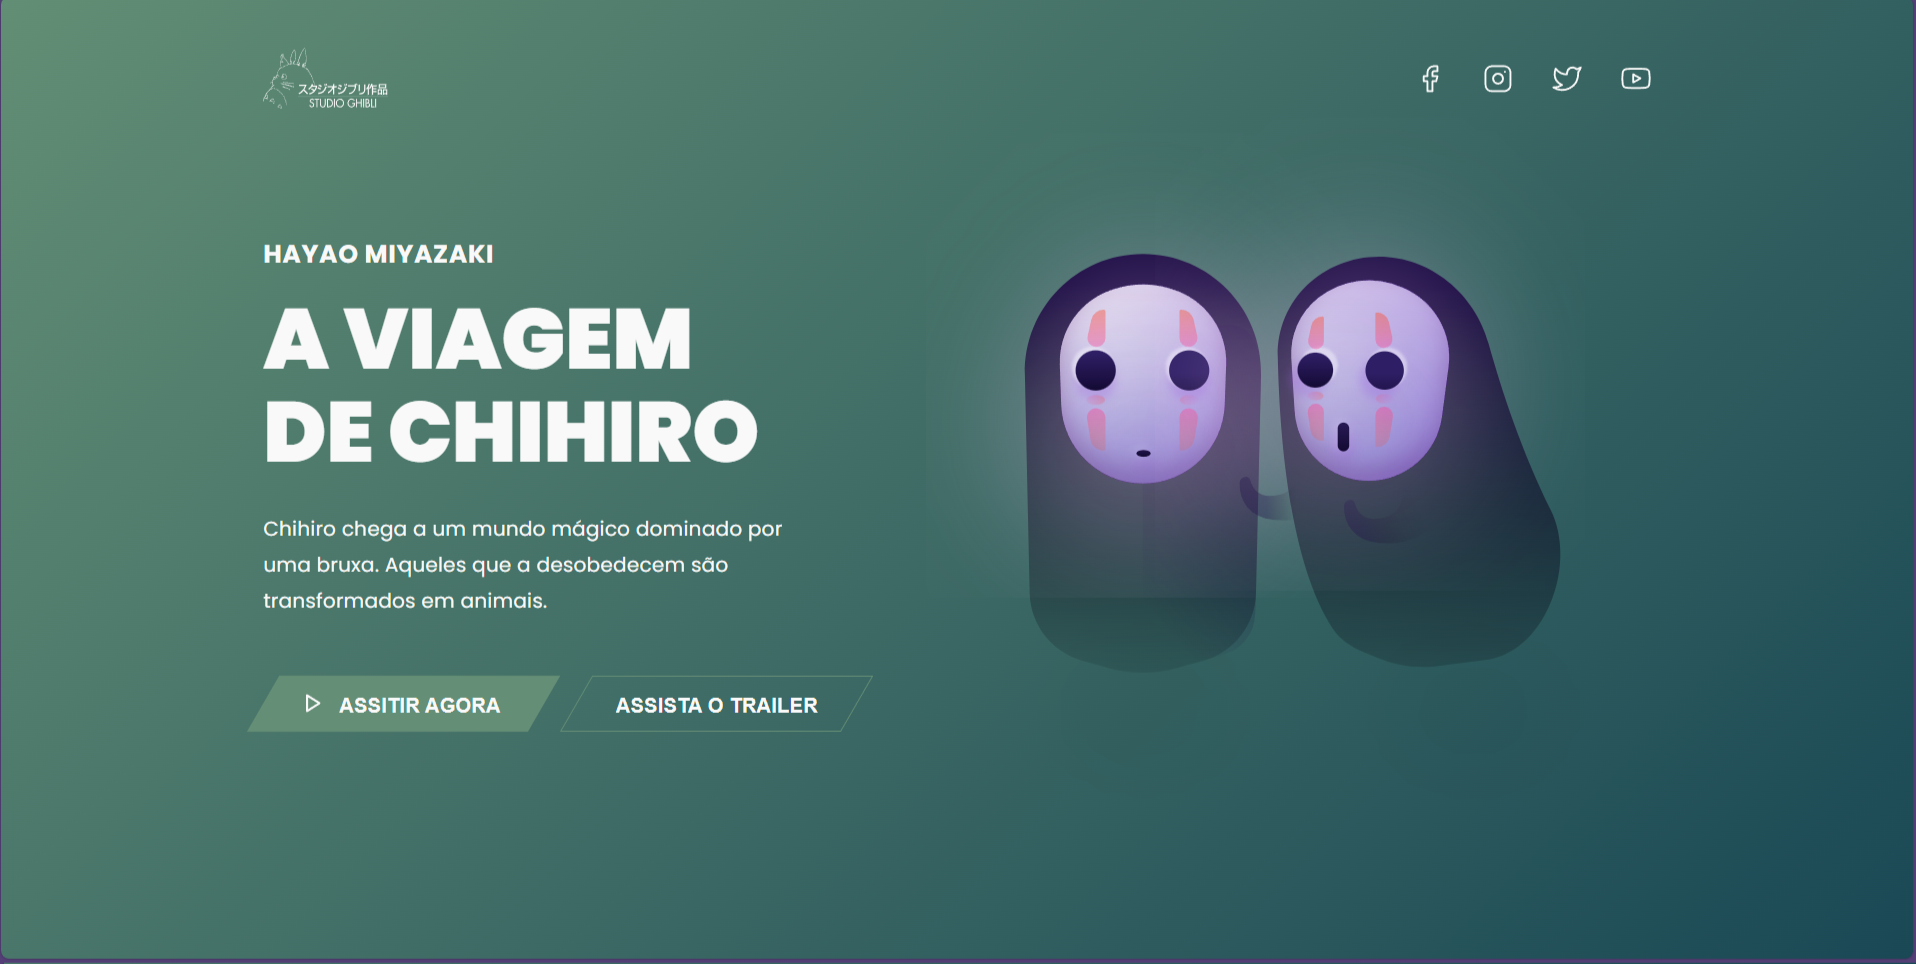 スタジオジブリ作品
STUDIO GHIBLI
HAYAO MIYAZAKI
A VIAGEM
DE CHIHIRO
Chihiro chega a um mundo mágico dominado por
uma bruxa. Aqueles que a desobedecem são
transformados em animais.
ASSITIR AGORA
ASSISTA O TRAILER